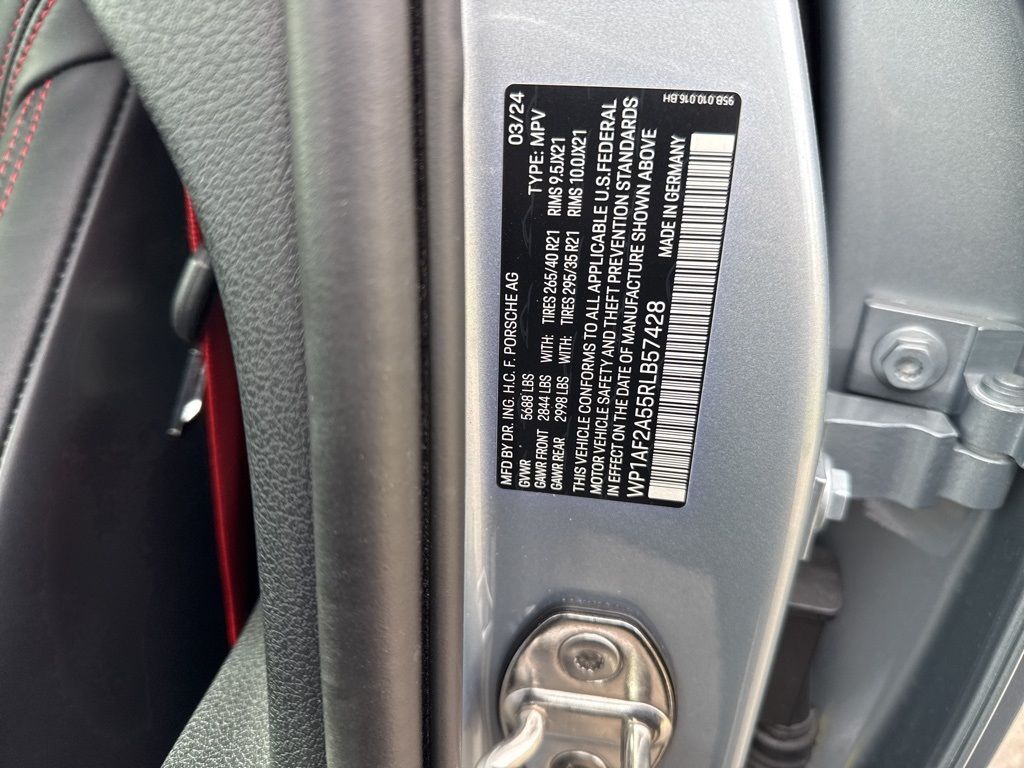 MFD BY DR. ING. H.C. F. PORSCHE AG 03/24
GVWR 5688 LBS TYPE: MPV
GAWR FRONT 2844 LBS WITH: TIRES 265/40 R21 RIMS 9.5JX21
GAWR REAR 2998 LBS WITH: TIRES 295/35 R21 RIMS 10.0JX21
THIS VEHICLE CONFORMS TO ALL APPLICABLE U.S. FEDERAL
MOTOR VEHICLE SAFETY AND THEFT PREVENTION STANDARDS
IN EFFECT ON THE DATE OF MANUFACTURE SHOWN ABOVE
WP1AF2A55RLB57428 MADE IN GERMANY
95B.010.016.BH